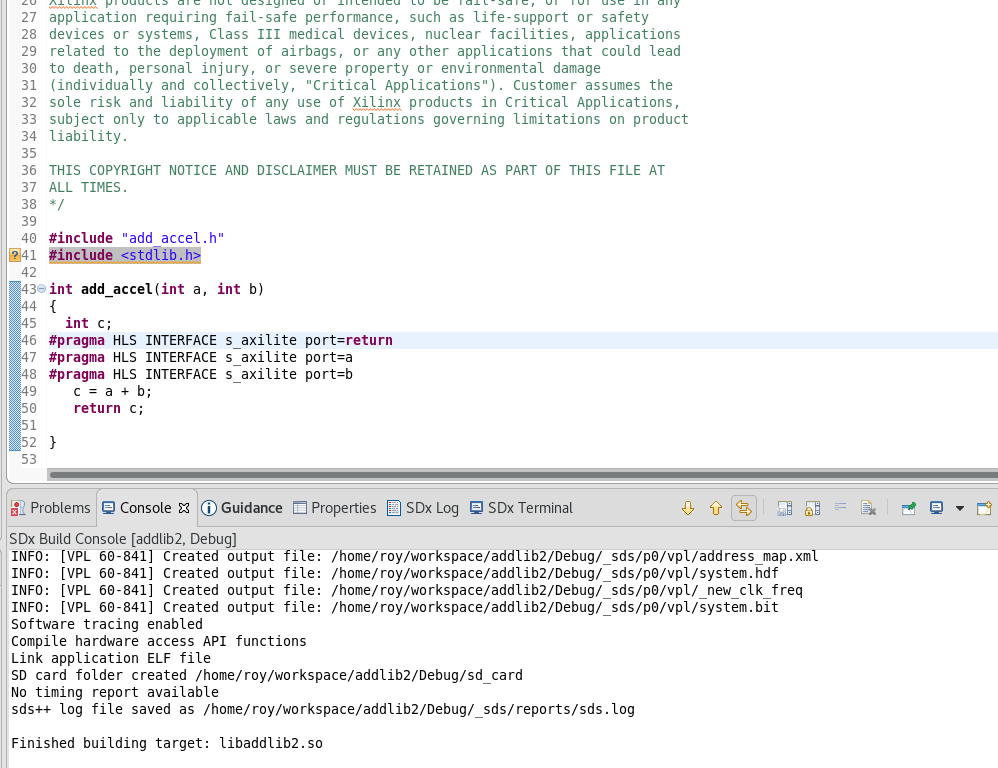 26 Xilinx products are not designed or intended to be fail-safe, or for use in any
27 application requiring fail-safe performance, such as life-support or safety
28 devices or systems, Class III medical devices, nuclear facilities, applications
29 related to the deployment of airbags, or any other applications that could lead
30 to death, personal injury, or severe property or environmental damage
31 (individually and collectively, "Critical Applications"). Customer assumes the
32 sole risk and liability of any use of Xilinx products in Critical Applications,
33 subject only to applicable laws and regulations governing limitations on product
34 liability.
35
36 THIS COPYRIGHT NOTICE AND DISCLAIMER MUST BE RETAINED AS PART OF THIS FILE AT
37 ALL TIMES.
38 */
39
40 #include "add_accel.h"
41 #include <stdlib.h>
42
43 int add_accel(int a, int b)
44 {
45   int c;
46 #pragma HLS INTERFACE s_axilite port=return
47 #pragma HLS INTERFACE s_axilite port=a
48 #pragma HLS INTERFACE s_axilite port=b
49    c = a + b;
50    return c;
51
52 }
53
Problems Console Guidance Properties SDx Log SDx Terminal
SDx Build Console [addlib2, Debug]
INFO: [VPL 60-841] Created output file: /home/roy/workspace/addlib2/Debug/_sds/p0/vpl/address_map.xml
INFO: [VPL 60-841] Created output file: /home/roy/workspace/addlib2/Debug/_sds/p0/vpl/system.hdf
INFO: [VPL 60-841] Created output file: /home/roy/workspace/addlib2/Debug/_sds/p0/vpl/_new_clk_freq
INFO: [VPL 60-841] Created output file: /home/roy/workspace/addlib2/Debug/_sds/p0/vpl/system.bit
Software tracing enabled
Compile hardware access API functions
Link application ELF file
SD card folder created /home/roy/workspace/addlib2/Debug/sd_card
No timing report available
sds++ log file saved as /home/roy/workspace/addlib2/Debug/_sds/reports/sds.log
Finished building target: libaddlib2.so